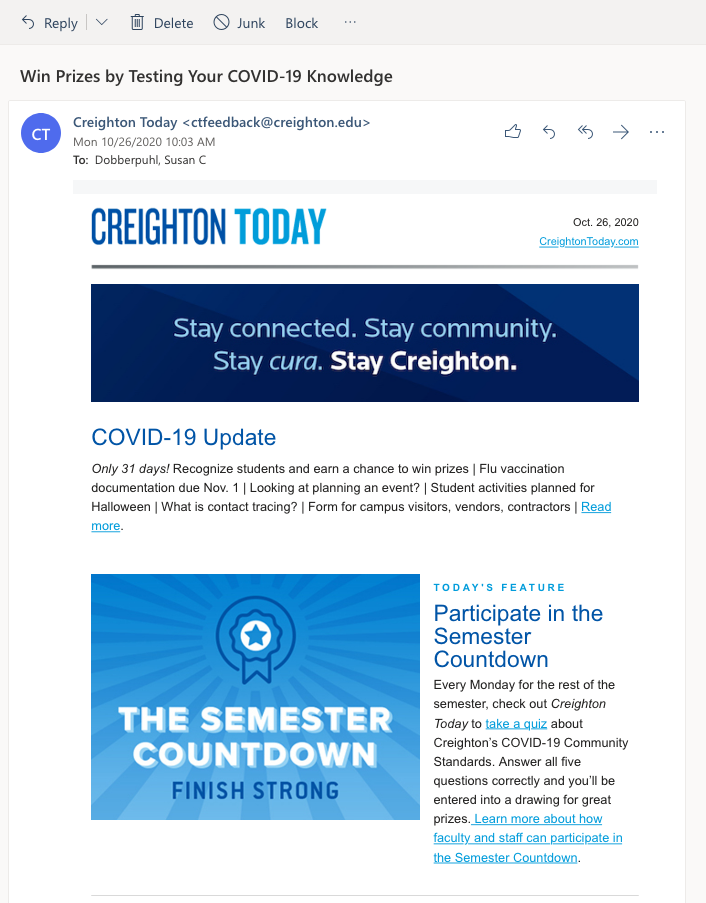 Reply
Delete
Junk
Block
Win Prizes by Testing Your COVID-19 Knowledge
CT
Creighton Today <ctfeedback@creighton.edu>
Mon 10/26/2020 10:03 AM
To: Dobberpuhl, Susan C
CREIGHTON TODAY
Oct. 26, 2020
CreightonToday.com
Stay connected. Stay community.
Stay cura. Stay Creighton.
COVID-19 Update
Only 31 days! Recognize students and earn a chance to win prizes | Flu vaccination
documentation due Nov. 1 | Looking at planning an event? | Student activities planned for
Halloween | What is contact tracing? | Form for campus visitors, vendors, contractors | Read
more.
THE SEMESTER
COUNTDOWN
FINISH STRONG
TODAY'S FEATURE
Participate in the
Semester
Countdown
Every Monday for the rest of the
semester, check out Creighton
Today to take a quiz about
Creighton's COVID-19 Community
Standards. Answer all five
questions correctly and you'll be
entered into a drawing for great
prizes. Learn more about how
faculty and staff can participate in
the Semester Countdown.